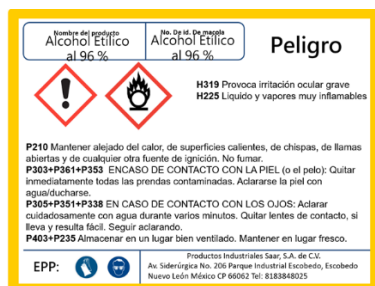 Nombre del producto
Alcohol Etílico
al 96 %
No. De id. De mascla
Alcohol Etílico
al 96 %
Peligro
H319 Provoca irritación ocular grave
H225 Liquido y vapores muy inflamables
P210 Mantener alejado del calor, de superficies calientes, de chispas, de llamas
abiertas y de cualquier otra fuente de ignición. No fumar.
P303+P361+P353 ENCASO DE CONTACTO CON LA PIEL (o el pelo): Quitar
inmediatamente todas las prendas contaminadas. Aclararse la piel con
agua/ducharse.
P305+P351+P338 EN CASO DE CONTACTO CON LOS OJOS: Aclarar
cuidadosamente con agua durante varios minutos. Quitar lentes de contacto, si
lleva y resulta fácil. Seguir aclarando.
P403+P235 Almacenar en un lugar bien ventilado. Mantener en lugar fresco.
EPP:
Productos Industriales Saar, S.A. de C.V.
Av. Siderúrgica No. 206 Parque Industrial Escobedo, Escobedo
Nuevo León México CP 66062 Tel: 8183848025